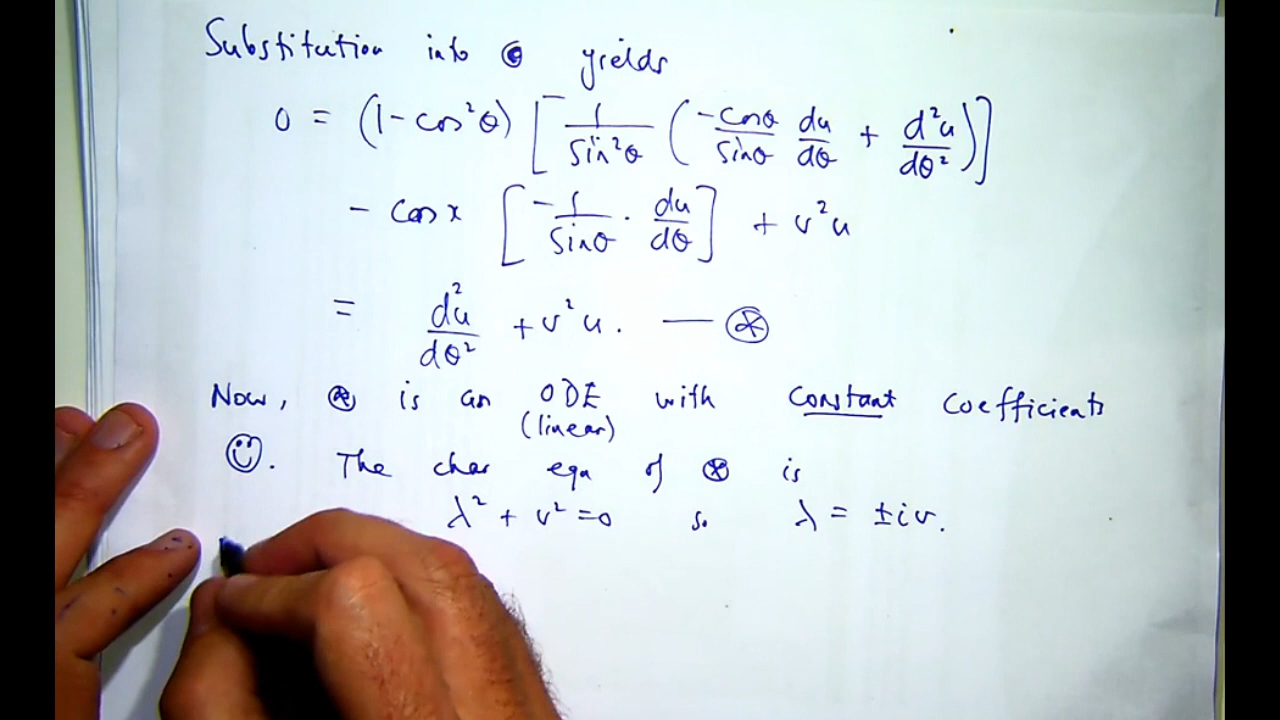 Substitution into © yields
0 = (1 - cos²θ) [ 1/sin²θ ( -cosθ/sinθ du/dθ + d²u/dθ² ) ]
- cos x [ -1/sinθ · du/dθ ] + v²u
= d²u/dθ² + v²u. — ⊛
Now, ⊛ is an ODE with constant coefficients
(linear)
☺. The char eqn of ⊛ is
λ² + v² = 0 so λ = ±iv.